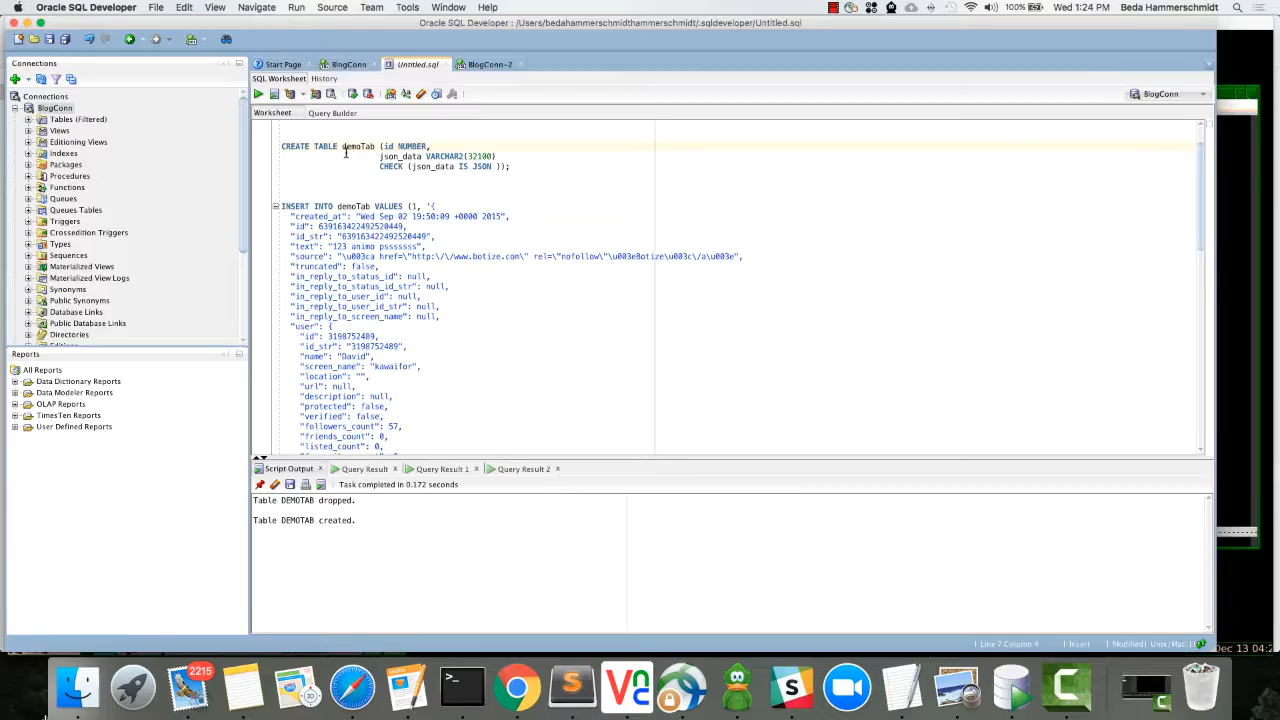 Oracle SQL Developer File Edit View Navigate Run Source Team Tools Window Help 100% Wed 1:24 PM Beda Hammerschmidt
Oracle SQL Developer : /Users/bedahammerschmidthammerschmidt/.sqldeveloper/Untitled.sql
Connections
Start Page BlogConn Untitled.sql BlogConn~2
SQL Worksheet History
BlogConn
Worksheet Query Builder
Connections
BlogConn
Tables (Filtered)
Views
Editioning Views
Indexes
Packages
Procedures
Functions
Queues
Queues Tables
Triggers
Crossedition Triggers
Types
Sequences
Materialized Views
Materialized View Logs
Synonyms
Public Synonyms
Database Links
Public Database Links
Directories
Reports
All Reports
Data Dictionary Reports
Data Modeler Reports
OLAP Reports
TimesTen Reports
User Defined Reports
CREATE TABLE demoTab (id NUMBER,
json_data VARCHAR2(32100)
CHECK (json_data IS JSON ));
INSERT INTO demoTab VALUES (1, '{
"created_at": "Wed Sep 02 19:50:09 +0000 2015",
"id": 639163422492520449,
"id_str": "639163422492520449",
"text": "123 animo psssssss",
"source": "\u003ca href=\"http:\/\/www.botize.com\" rel=\"nofollow\"\u003eBotize\u003c\/a\u003e",
"truncated": false,
"in_reply_to_status_id": null,
"in_reply_to_status_id_str": null,
"in_reply_to_user_id": null,
"in_reply_to_user_id_str": null,
"in_reply_to_screen_name": null,
"user": {
"id": 3198752489,
"id_str": "3198752489",
"name": "David",
"screen_name": "kawaifor",
"location": "",
"url": null,
"description": null,
"protected": false,
"verified": false,
"followers_count": 57,
"friends_count": 0,
"listed_count": 0,
Script Output Query Result Query Result 1 Query Result 2
Task completed in 0.172 seconds
Table DEMOTAB dropped.
Table DEMOTAB created.
Line 7 Column 4 Insert Modified Unix/Mac:
Dec 13 04:2
2215
30